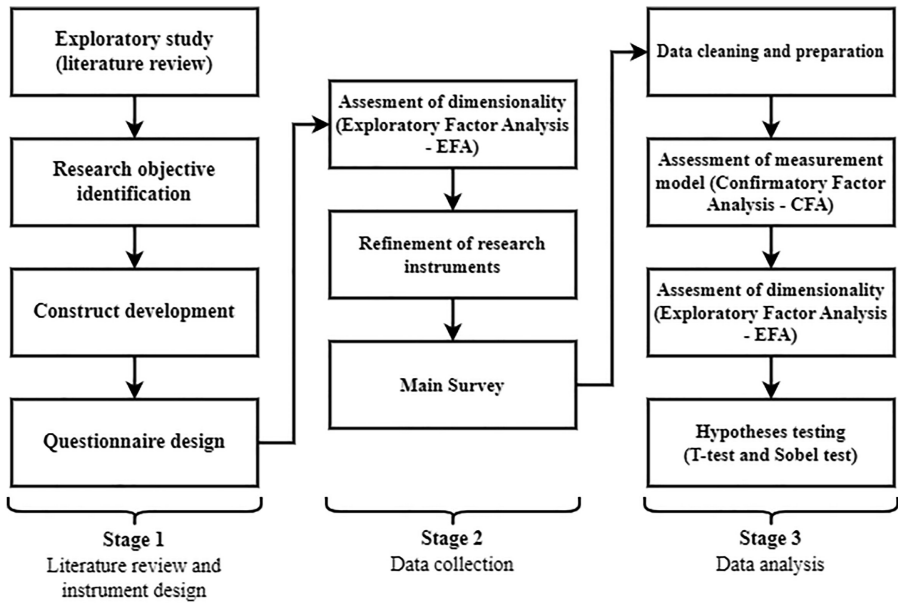 Exploratory study
(literature review)
Research objective
identification
Construct development
Questionnaire design
Stage 1
Literature review and
instrument design
Assesment of dimensionality
(Exploratory Factor Analysis
- EFA)
Refinement of research
instruments
Main Survey
Stage 2
Data collection
Data cleaning and preparation
Assessment of measurement
model (Confirmatory Factor
Analysis - CFA)
Assesment of dimensionality
(Exploratory Factor Analysis
- EFA)
Hypotheses testing
(T-test and Sobel test)
Stage 3
Data analysis